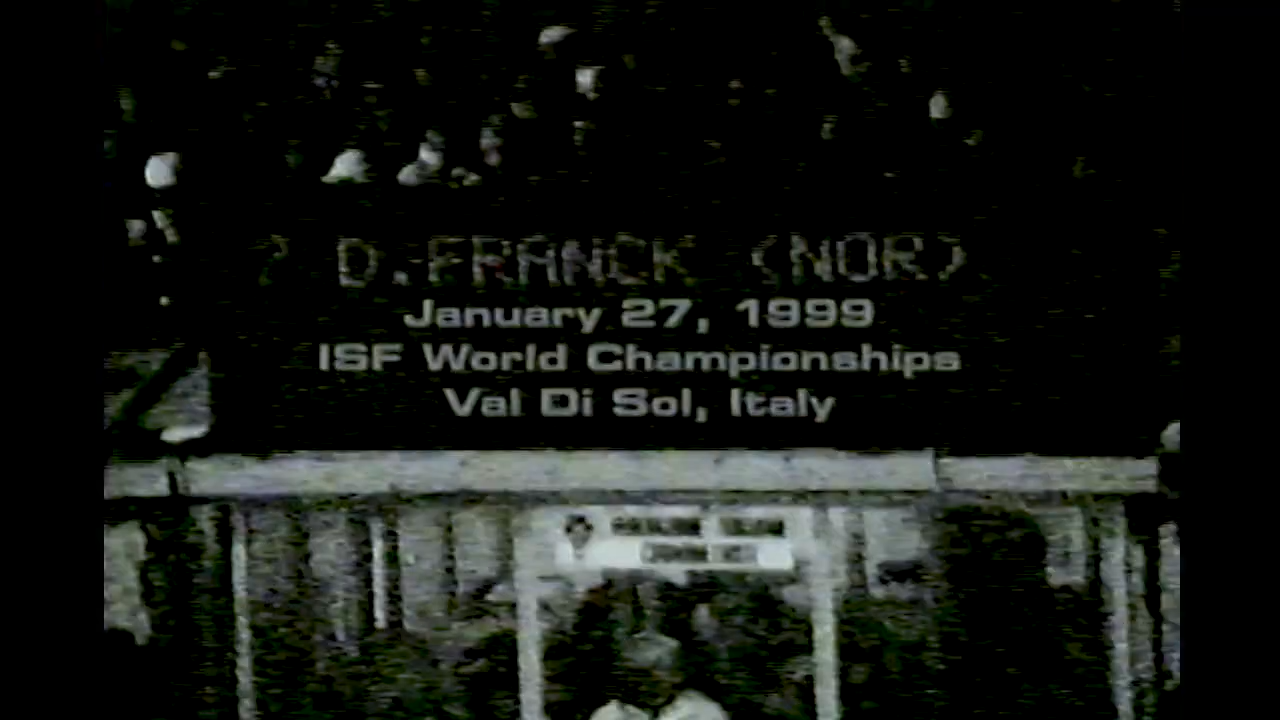 D. FRANCK (NOR)
January 27, 1999
ISF World Championships
Val Di Sol, Italy